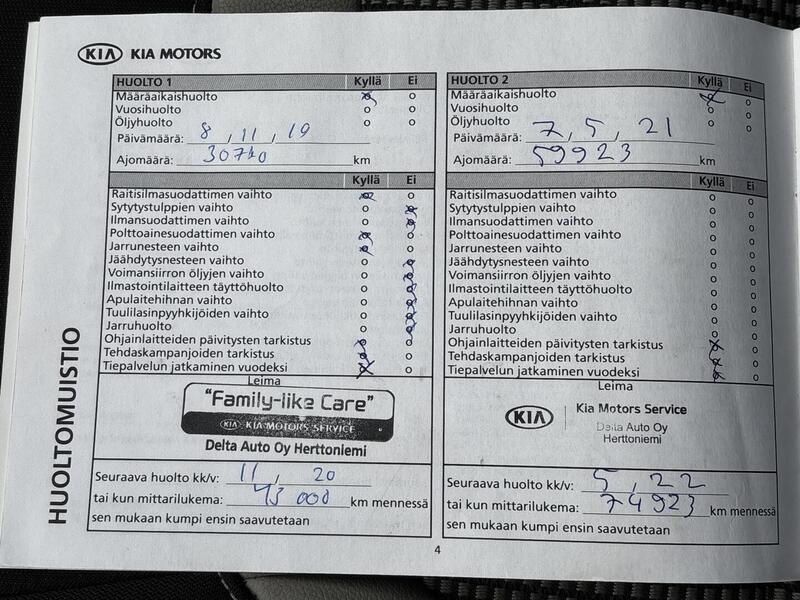 KIA KIA MOTORS
HUOLTO 1 Kyllä Ei
Määräaikaishuolto
Vuosihuolto
Öljyhuolto
Päivämäärä: 8, 11, 19
Ajomäärä: 30710 km
Kyllä Ei
Raitisilmasuodattimen vaihto
Sytytystulppien vaihto
Ilmansuodattimen vaihto
Polttoainesuodattimen vaihto
Jarrunesteen vaihto
Jäähdytysnesteen vaihto
Voimansiirron öljyjen vaihto
Ilmastointilaitteen täyttöhuolto
Apulaitehihnan vaihto
Tuulilasinpyyhkijöiden vaihto
Jarruhuolto
Ohjainlaitteiden päivitysten tarkistus
Tehdaskampanjoiden tarkistus
Tiepalvelun jatkaminen vuodeksi
Leima
"Family-like Care"
KIA KIA MOTORS SERVICE
Delta Auto Oy Herttoniemi
Seuraava huolto kk/v: 11, 20
tai kun mittarilukema: 45 000 km mennessä
sen mukaan kumpi ensin saavutetaan
HUOLTO 2 Kyllä Ei
Määräaikaishuolto
Vuosihuolto
Öljyhuolto
Päivämäärä: 7, 5, 21
Ajomäärä: 59923 km
Kyllä Ei
Raitisilmasuodattimen vaihto
Sytytystulppien vaihto
Ilmansuodattimen vaihto
Polttoainesuodattimen vaihto
Jarrunesteen vaihto
Jäähdytysnesteen vaihto
Voimansiirron öljyjen vaihto
Ilmastointilaitteen täyttöhuolto
Apulaitehihnan vaihto
Tuulilasinpyyhkijöiden vaihto
Jarruhuolto
Ohjainlaitteiden päivitysten tarkistus
Tehdaskampanjoiden tarkistus
Tiepalvelun jatkaminen vuodeksi
Leima
KIA Kia Motors Service
Delta Auto Oy
Herttoniemi
Seuraava huolto kk/v: 5, 22
tai kun mittarilukema: 74923 km mennessä
sen mukaan kumpi ensin saavutetaan
HUOLTOMUISTIO
4